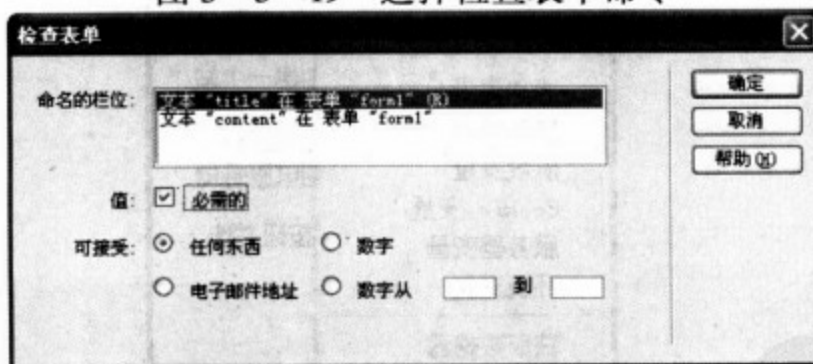 检查表单
命名的栏位:
文本 "title" 在 表单 "form1" (R)
文本 "content" 在 表单 "form1"
确定
取消
帮助(H)
值: 必需的
可接受: 任何东西 数字
电子邮件地址 数字从 到